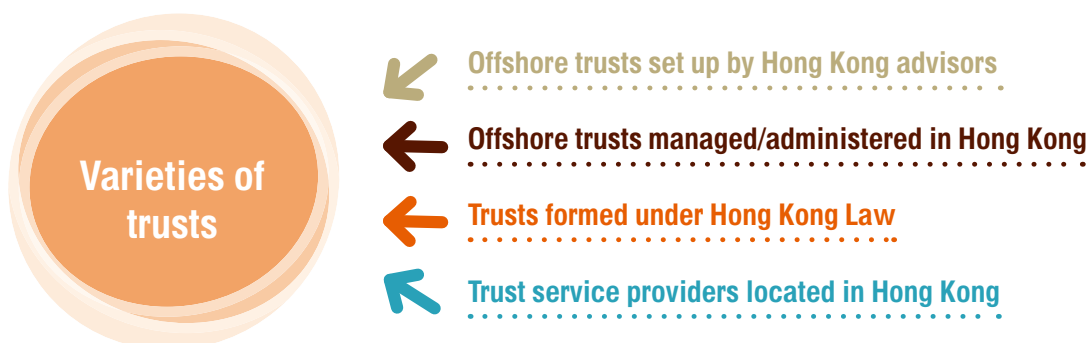 Varieties of
trusts
Offshore trusts set up by Hong Kong advisors
Offshore trusts managed/administered in Hong Kong
Trusts formed under Hong Kong Law
Trust service providers located in Hong Kong